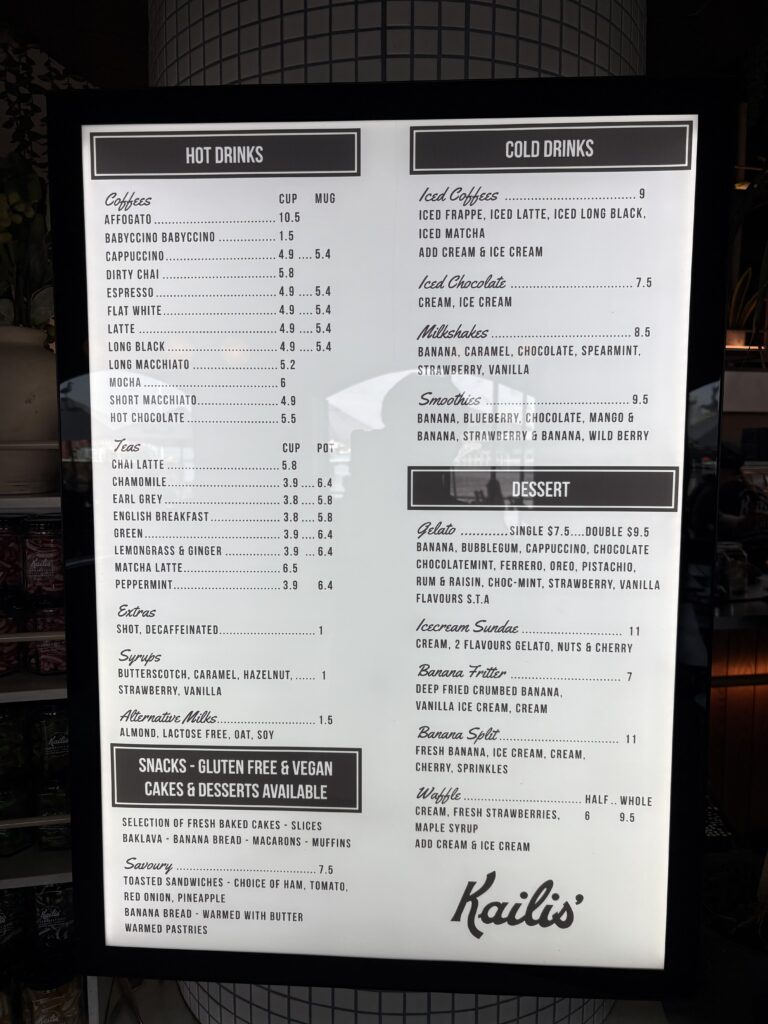 HOT DRINKS
Coffees CUP MUG
AFFOGATO 10.5
BABYCCINO BABYCCINO 1.5
CAPPUCCINO 4.9 .... 5.4
DIRTY CHAI 5.8
ESPRESSO 4.9 .... 5.4
FLAT WHITE 4.9 .... 5.4
LATTE 4.9 .... 5.4
LONG BLACK 4.9 .... 5.4
LONG MACCHIATO 5.2
MOCHA 6
SHORT MACCHIATO 4.9
HOT CHOCOLATE 5.5
Teas CUP POT
CHAI LATTE 5.8
CHAMOMILE 3.9 .... 6.4
EARL GREY 3.8 .... 5.8
ENGLISH BREAKFAST 3.8 .... 5.8
GREEN 3.9 .... 6.4
LEMONGRASS & GINGER 3.9 .... 6.4
MATCHA LATTE 6.5
PEPPERMINT 3.9 6.4
Extras
SHOT, DECAFFEINATED 1
Syrups
BUTTERSCOTCH, CARAMEL, HAZELNUT, ...... 1
STRAWBERRY, VANILLA
Alternative Milks 1.5
ALMOND, LACTOSE FREE, OAT, SOY
SNACKS - GLUTEN FREE & VEGAN
CAKES & DESSERTS AVAILABLE
SELECTION OF FRESH BAKED CAKES - SLICES
BAKLAVA - BANANA BREAD - MACARONS - MUFFINS
Savoury 7.5
TOASTED SANDWICHES - CHOICE OF HAM, TOMATO,
RED ONION, PINEAPPLE
BANANA BREAD - WARMED WITH BUTTER
WARMED PASTRIES
COLD DRINKS
Iced Coffees 9
ICED FRAPPE, ICED LATTE, ICED LONG BLACK,
ICED MATCHA
ADD CREAM & ICE CREAM
Iced Chocolate 7.5
CREAM, ICE CREAM
Milkshakes 8.5
BANANA, CARAMEL, CHOCOLATE, SPEARMINT,
STRAWBERRY, VANILLA
Smoothies 9.5
BANANA, BLUEBERRY, CHOCOLATE, MANGO &
BANANA, STRAWBERRY & BANANA, WILD BERRY
DESSERT
Gelato ............SINGLE $7.5....DOUBLE $9.5
BANANA, BUBBLEGUM, CAPPUCCINO, CHOCOLATE
CHOCOLATEMINT, FERRERO, OREO, PISTACHIO,
RUM & RAISIN, CHOC-MINT, STRAWBERRY, VANILLA
FLAVOURS S.T.A
Icecream Sundae 11
CREAM, 2 FLAVOURS GELATO, NUTS & CHERRY
Banana Fritter 7
DEEP FRIED CRUMBED BANANA,
VANILLA ICE CREAM, CREAM
Banana Split 11
FRESH BANANA, ICE CREAM, CREAM,
CHERRY, SPRINKLES
Waffle HALF .. WHOLE
CREAM, FRESH STRAWBERRIES, 6 9.5
MAPLE SYRUP
ADD CREAM & ICE CREAM
Kailis'